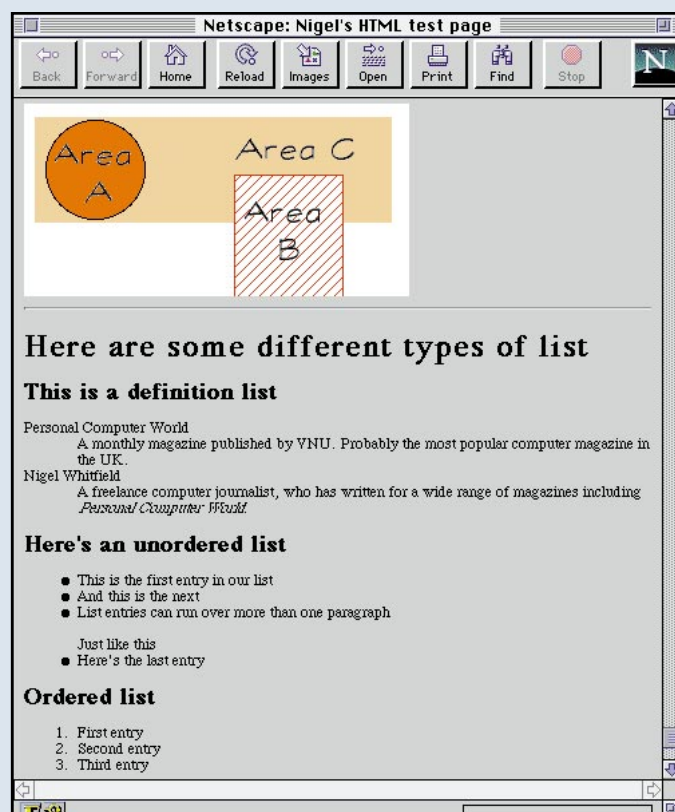 Netscape: Nigel's HTML test page
Back Forward Home Reload Images Open Print Find Stop
N
Area A
Area C
Area B
Here are some different types of list
This is a definition list
Personal Computer World
A monthly magazine published by VNU. Probably the most popular computer magazine in
the UK.
Nigel Whitfield
A freelance computer journalist, who has written for a wide range of magazines including
Personal Computer World.
Here's an unordered list
This is the first entry in our list
And this is the next
List entries can run over more than one paragraph
Just like this
Here's the last entry
Ordered list
1. First entry
2. Second entry
3. Third entry